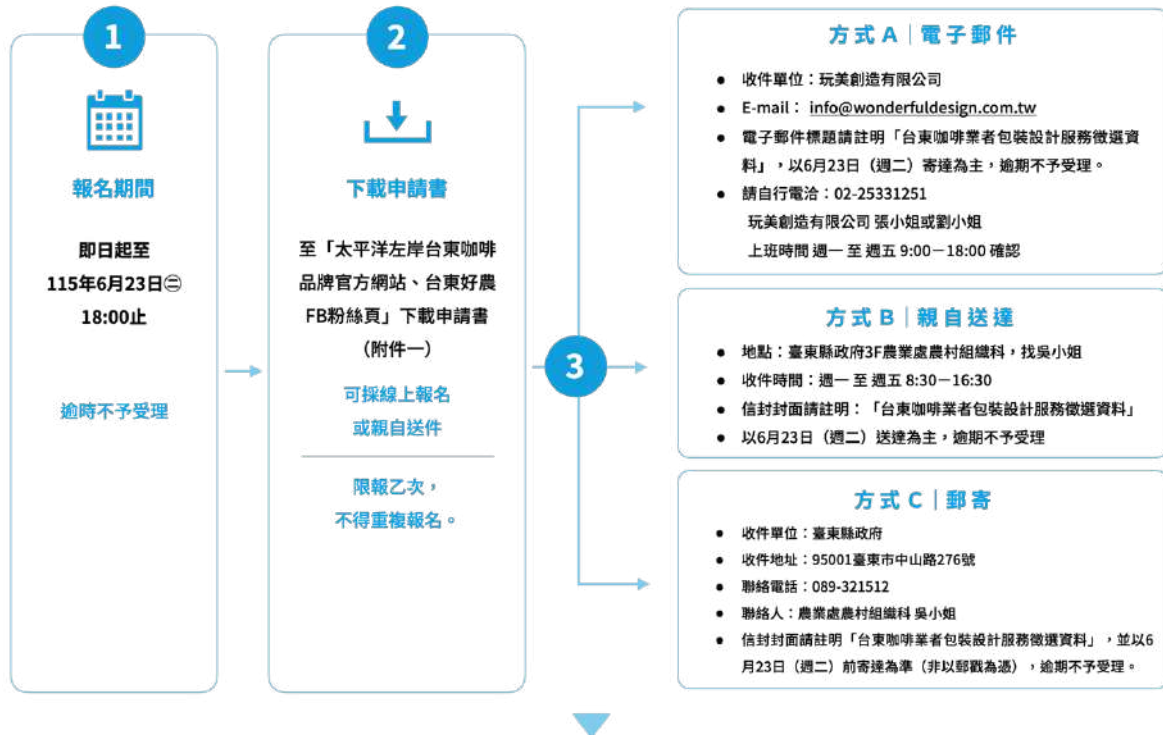 1
報名期間
即日起至
115年6月23日㊁
18:00止
逾時不予受理
2
下載申請書
至「太平洋左岸台東咖啡
品牌官方網站、台東好農
FB粉絲頁」下載申請書
（附件一）
可採線上報名
或親自送件
限報乙次，
不得重複報名。
3
方式 A｜電子郵件
● 收件單位：玩美創造有限公司
● E-mail： info@wonderfuldesign.com.tw
● 電子郵件標題請註明「台東咖啡業者包裝設計服務徵選資
料」，以6月23日（週二）寄達為主，逾期不予受理。
● 請自行電洽：02-25331251
玩美創造有限公司 張小姐或劉小姐
上班時間 週一 至 週五 9:00－18:00 確認
方式 B｜親自送達
● 地點：臺東縣政府3F農業處農村組織科，找吳小姐
● 收件時間：週一 至 週五 8:30－16:30
● 信封封面請註明：「台東咖啡業者包裝設計服務徵選資料」
● 以6月23日（週二）送達為主，逾期不予受理
方式 C｜郵寄
● 收件單位：臺東縣政府
● 收件地址：95001臺東市中山路276號
● 聯絡電話：089-321512
● 聯絡人：農業處農村組織科 吳小姐
● 信封封面請註明「台東咖啡業者包裝設計服務徵選資料」，並以6
月23日（週二）前寄達為準（非以郵戳為憑），逾期不予受理。